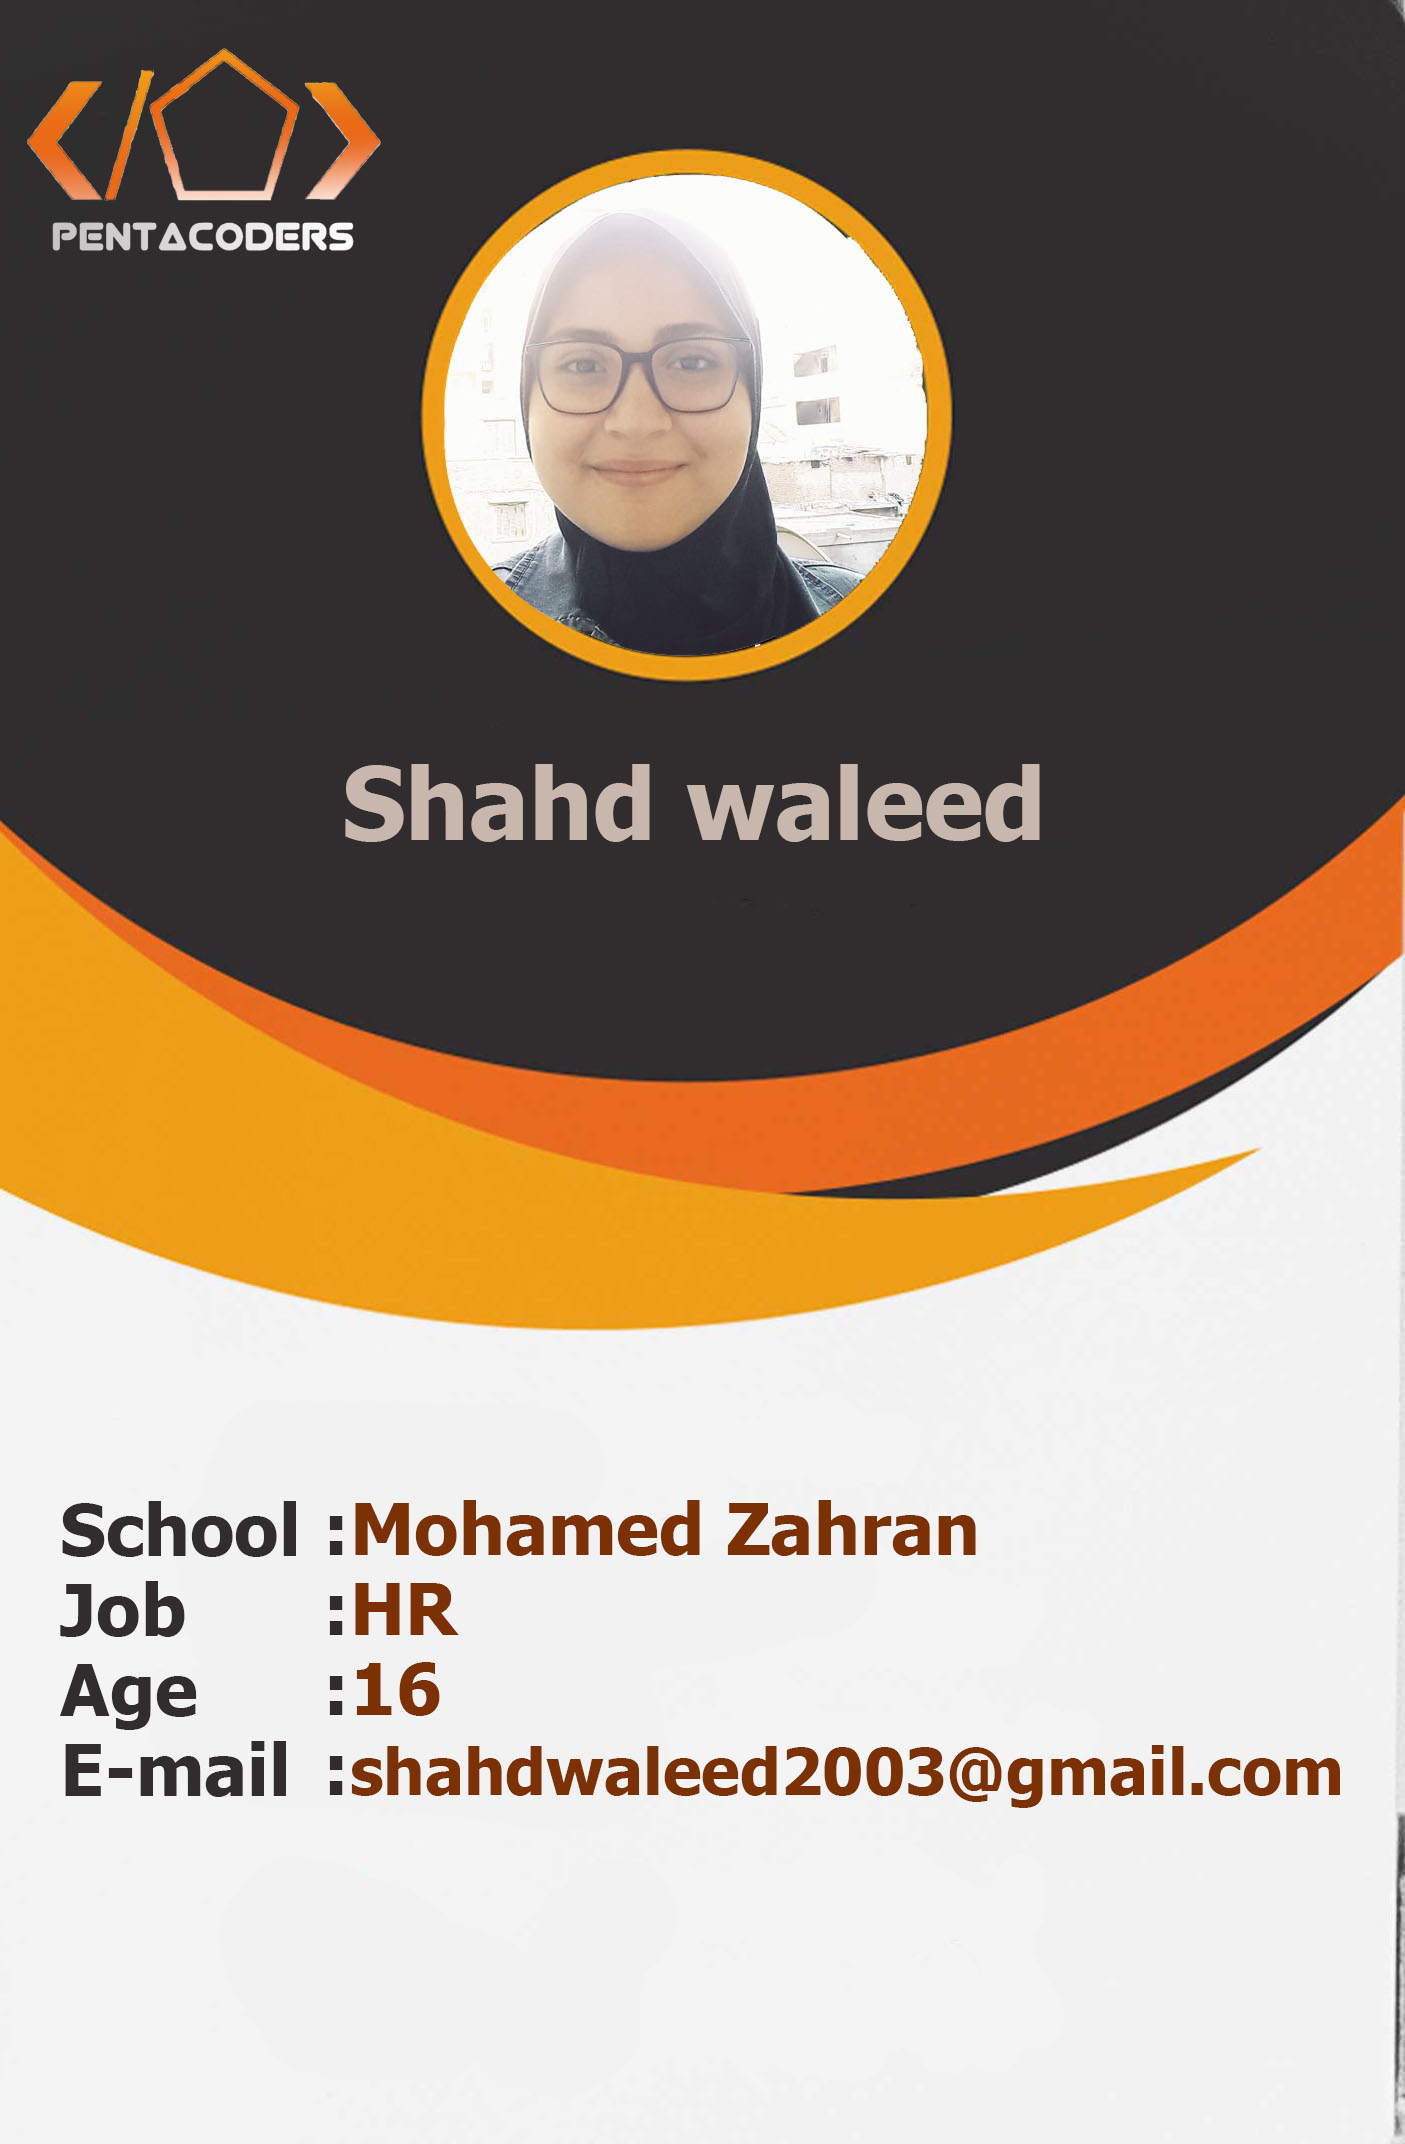 PENTACODERS
Shahd waleed
School :Mohamed Zahran
Job :HR
Age :16
E-mail :shahdwaleed2003@gmail.com